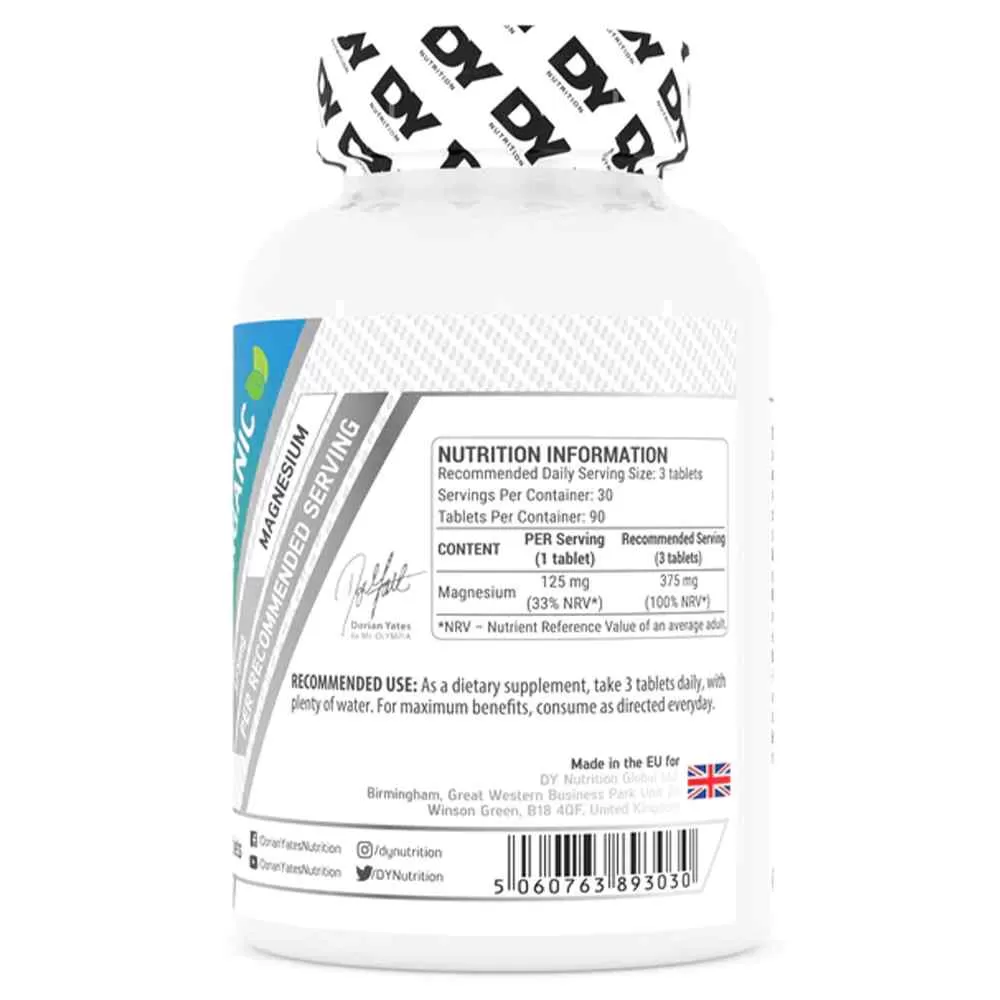 DY NUTRITION
MAGNESIUM
PER RECOMMENDED SERVING
NUTRITION INFORMATION
Recommended Daily Serving Size: 3 tablets
Servings Per Container: 30
Tablets Per Container: 90
CONTENT PER Serving (1 tablet) Recommended Serving (3 tablets)
Magnesium 125 mg (33% NRV*) 375 mg (100% NRV*)
*NRV – Nutrient Reference Value of an average adult.
Dorian Yates
6x Mr. OLYMPIA
RECOMMENDED USE: As a dietary supplement, take 3 tablets daily, with
plenty of water. For maximum benefits, consume as directed everyday.
Made in the EU for
DY Nutrition Global
Birmingham, Great Western Business Park Unit
Winson Green, B18 4QF, United Kingdom
DorianYatesNutrition
/dynutrition
DorianYatesNutrition
/DYNutrition
5 060763 893030